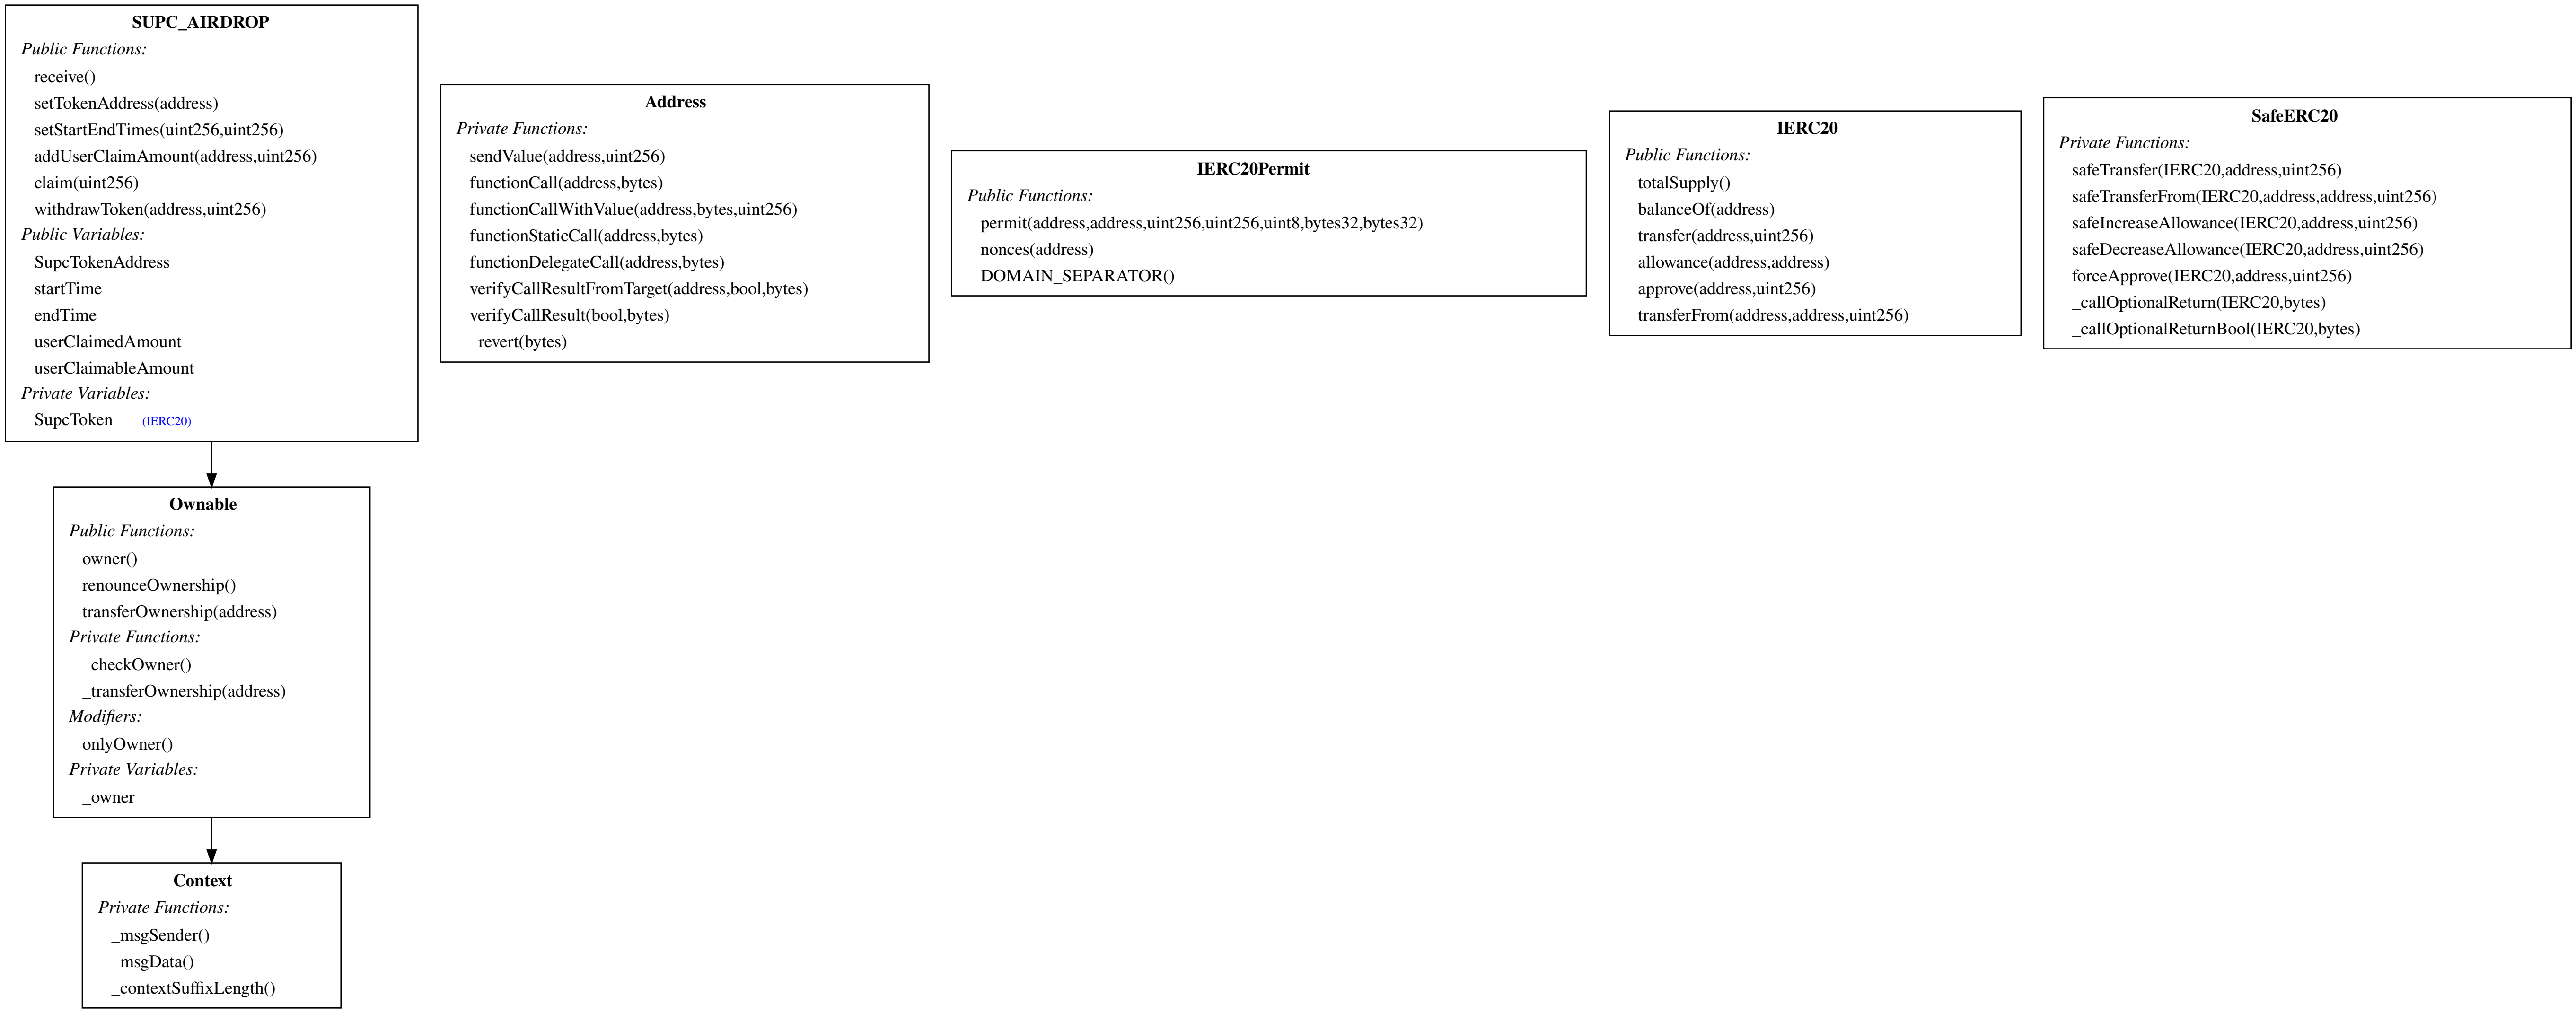 SUPC_AIRDROP
Public Functions:
receive()
setTokenAddress(address)
setStartEndTimes(uint256,uint256)
addUserClaimAmount(address,uint256)
claim(uint256)
withdrawToken(address,uint256)
Public Variables:
SupcTokenAddress
startTime
endTime
userClaimedAmount
userClaimableAmount
Private Variables:
SupcToken (IERC20)
Ownable
Public Functions:
owner()
renounceOwnership()
transferOwnership(address)
Private Functions:
_checkOwner()
_transferOwnership(address)
Modifiers:
onlyOwner()
Private Variables:
_owner
Context
Private Functions:
_msgSender()
_msgData()
_contextSuffixLength()
Address
Private Functions:
sendValue(address,uint256)
functionCall(address,bytes)
functionCallWithValue(address,bytes,uint256)
functionStaticCall(address,bytes)
functionDelegateCall(address,bytes)
verifyCallResultFromTarget(address,bool,bytes)
verifyCallResult(bool,bytes)
_revert(bytes)
IERC20Permit
Public Functions:
permit(address,address,uint256,uint256,uint8,bytes32,bytes32)
nonces(address)
DOMAIN_SEPARATOR()
IERC20
Public Functions:
totalSupply()
balanceOf(address)
transfer(address,uint256)
allowance(address,address)
approve(address,uint256)
transferFrom(address,address,uint256)
SafeERC20
Private Functions:
safeTransfer(IERC20,address,uint256)
safeTransferFrom(IERC20,address,address,uint256)
safeIncreaseAllowance(IERC20,address,uint256)
safeDecreaseAllowance(IERC20,address,uint256)
forceApprove(IERC20,address,uint256)
_callOptionalReturn(IERC20,bytes)
_callOptionalReturnBool(IERC20,bytes)